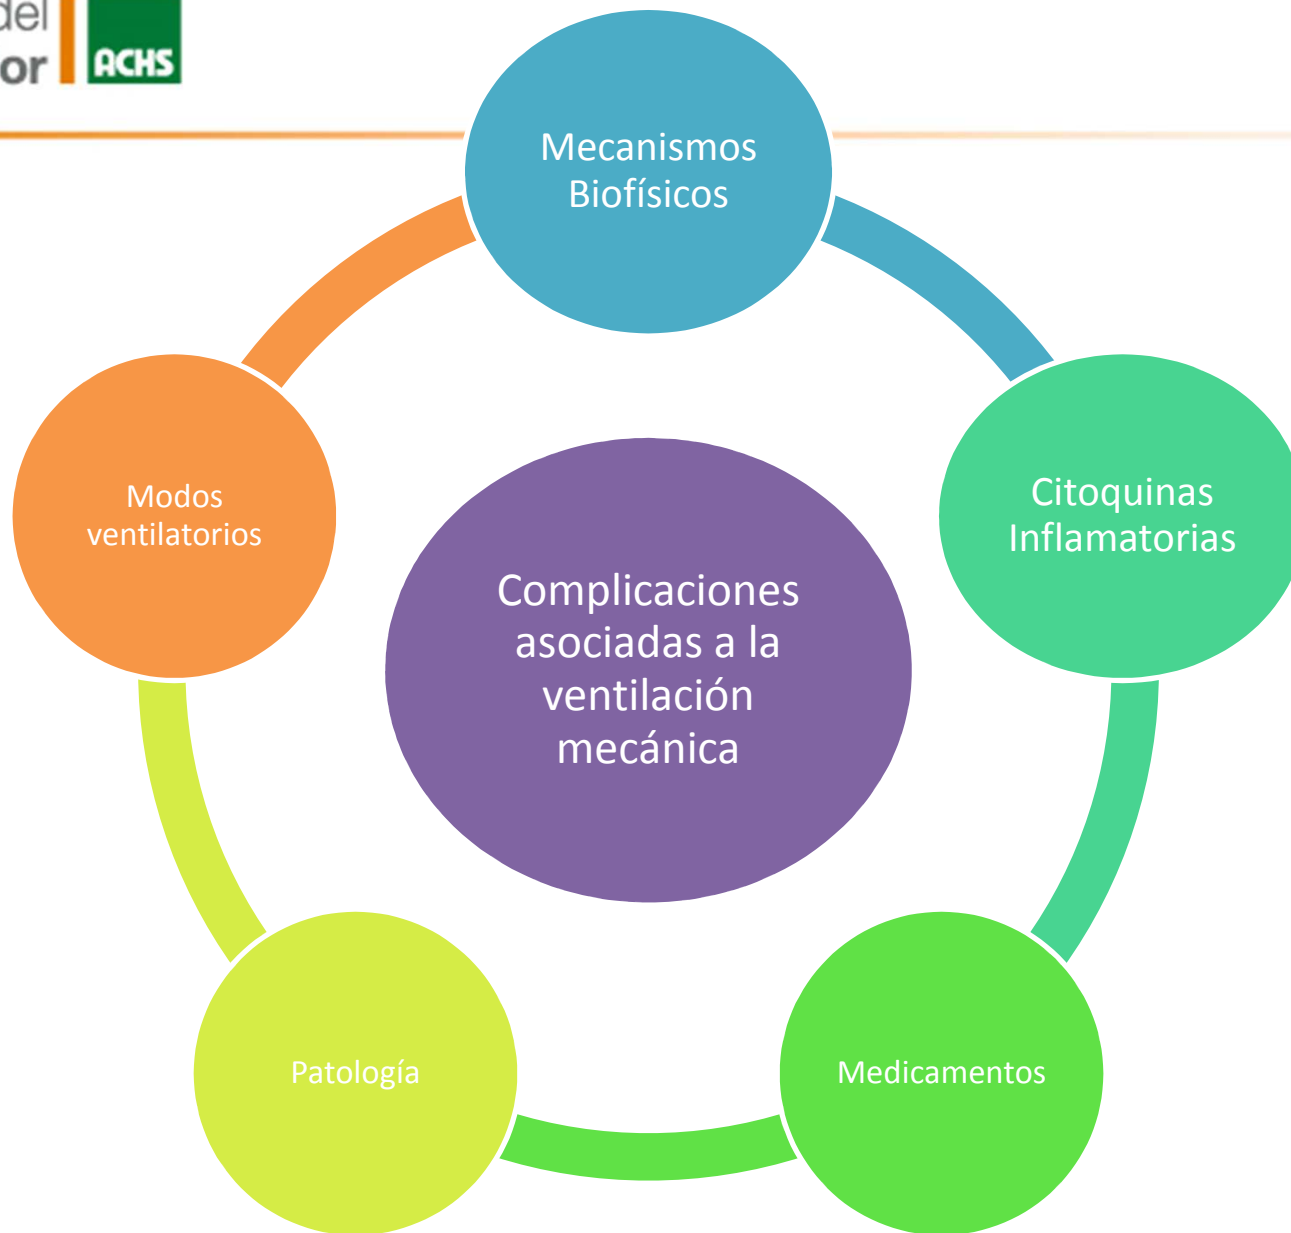 del
or
ACHS
Mecanismos
Biofísicos
Citoquinas
Inflamatorias
Modos
ventilatorios
Complicaciones
asociadas a la
ventilación
mecánica
Patología
Medicamentos